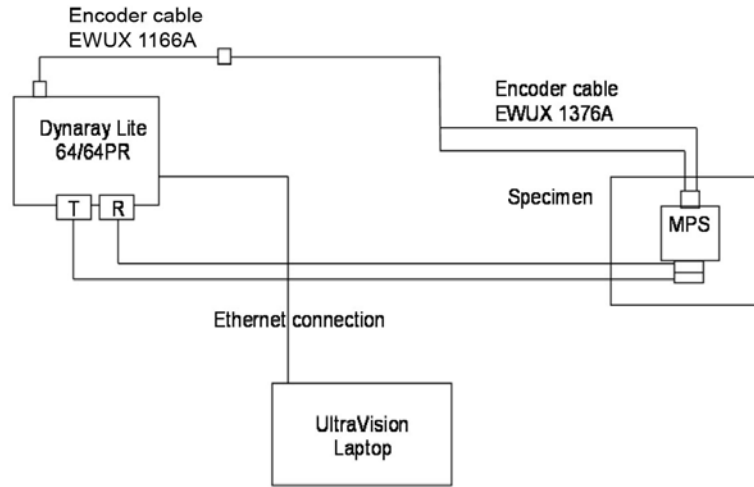 Encoder cable
EWUX 1166A
Encoder cable
EWUX 1376A
Dynaray Lite
64/64PR
T R
Specimen
MPS
Ethernet connection
UltraVision
Laptop